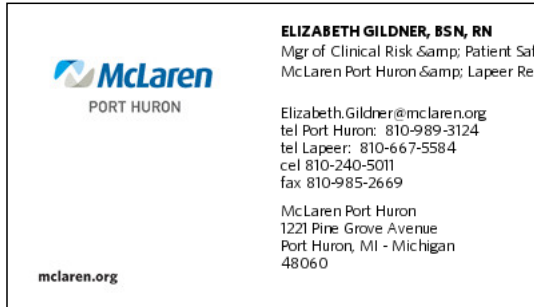 McLaren
PORT HURON
mclaren.org
ELIZABETH GILDNER, BSN, RN
Mgr of Clinical Risk &amp; Patient Saf
McLaren Port Huron &amp; Lapeer Re
Elizabeth.Gildner@mclaren.org
tel Port Huron: 810-989-3124
tel Lapeer: 810-667-5584
cel 810-240-5011
fax 810-985-2669
McLaren Port Huron
1221 Pine Grove Avenue
Port Huron, MI - Michigan
48060